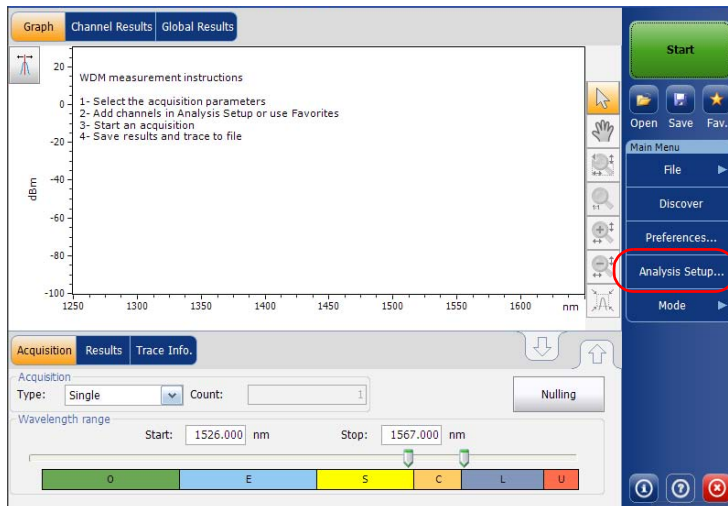 Graph Channel Results Global Results
Start
WDM measurement instructions
1- Select the acquisition parameters
2- Add channels in Analysis Setup or use Favorites
3- Start an acquisition
4- Save results and trace to file
dBm
20
0
-20
-40
-60
-80
-100
1250 1300 1350 1400 1450 1500 1550 1600 nm
1:1
Open Save Fav.
Main Menu
File
Discover
Preferences...
Analysis Setup...
Mode
Acquisition Results Trace Info.
Acquisition
Type: Single Count: 1
Nulling
Wavelength range
Start: 1526.000 nm Stop: 1567.000 nm
O E S C L U